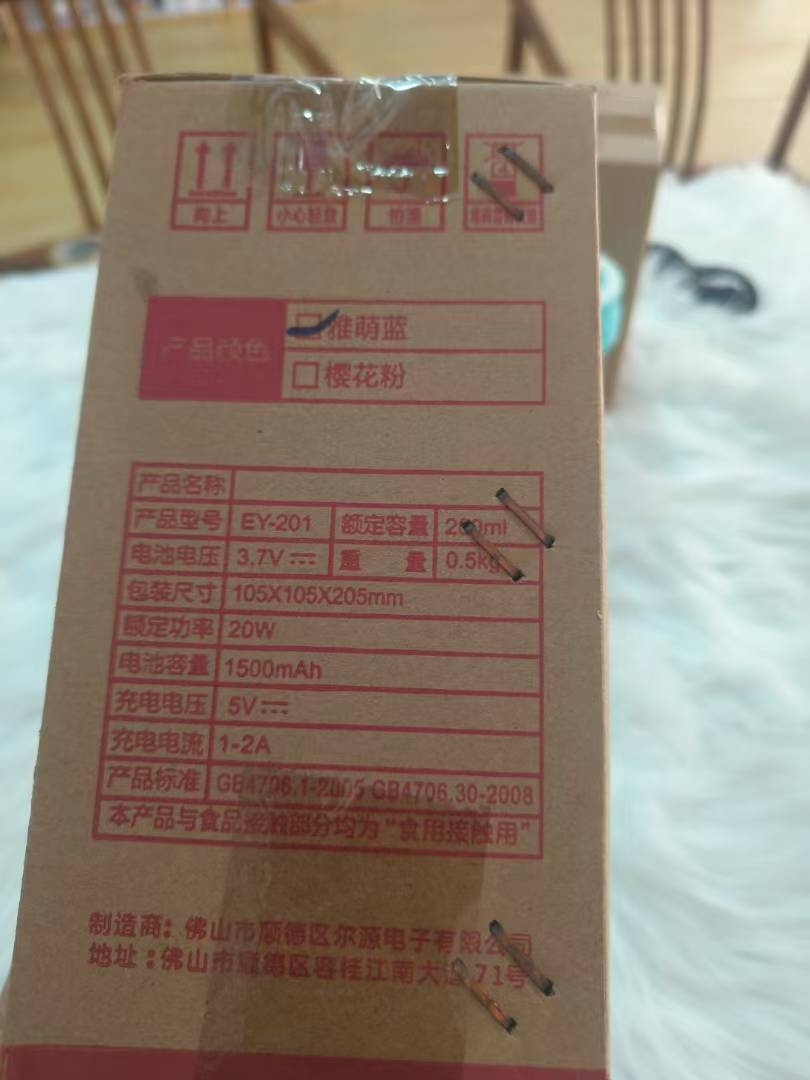 向上
小心轻放
怕湿
产品颜色
雅萌蓝
樱花粉
产品名称
产品型号 EY-201 额定容量
电池电压 3.7V 重 量 0.5kg
包装尺寸 105X105X205mm
额定功率 20W
电池容量 1500mAh
充电电压 5V
充电电流 1-2A
产品标准 GB4706.1-2005 GB4706.30-2008
本产品与食品接触部分均为“食用接触用”
制造商：佛山市顺德区尔源电子有限公司
地址：佛山市顺德区容桂江南大道71号